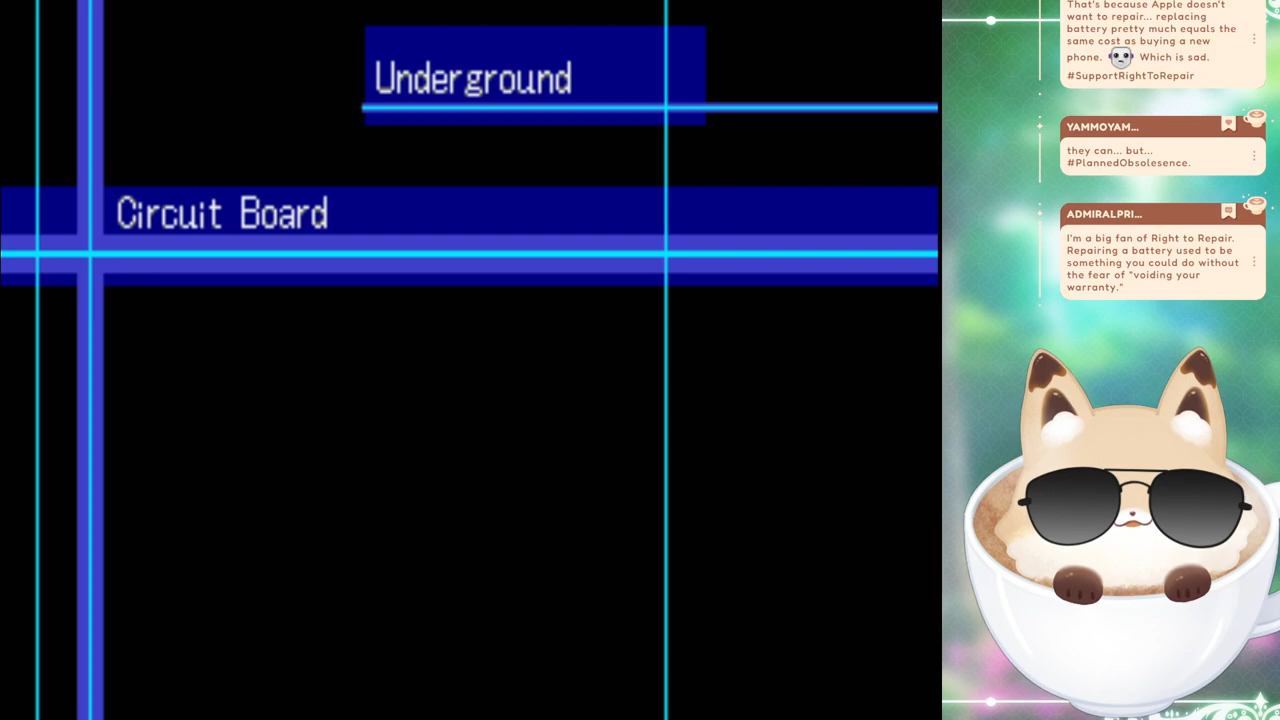 Underground
Circuit Board
That's because Apple doesn't
want to repair... replacing
battery pretty much equals the
same cost as buying a new
phone. Which is sad.
#SupportRightToRepair
YAMMOYAM...
they can... but...
#PlannedObsolesence.
ADMIRALPRI...
I'm a big fan of Right to Repair.
Repairing a battery used to be
something you could do without
the fear of "voiding your
warranty."